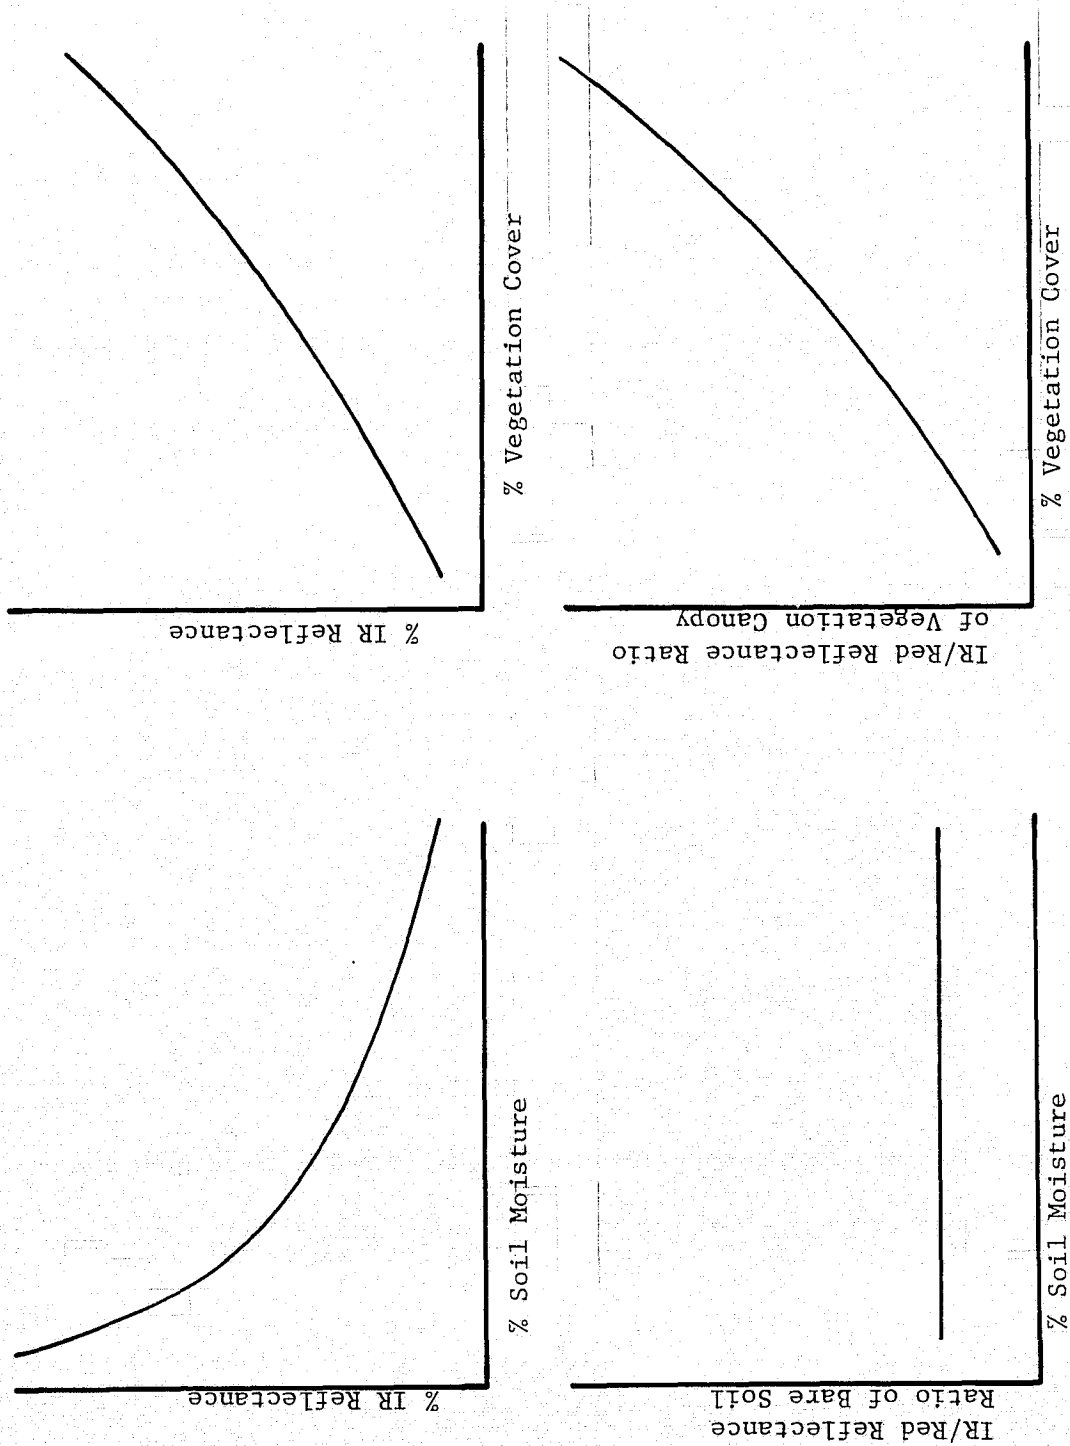 % IR Reflectance
% Soil Moisture
% IR Reflectance
% Vegetation Cover
IR/Red Reflectance
Ratio of Bare Soil
% Soil Moisture
IR/Red Reflectance Ratio
of Vegetation Canopy
% Vegetation Cover